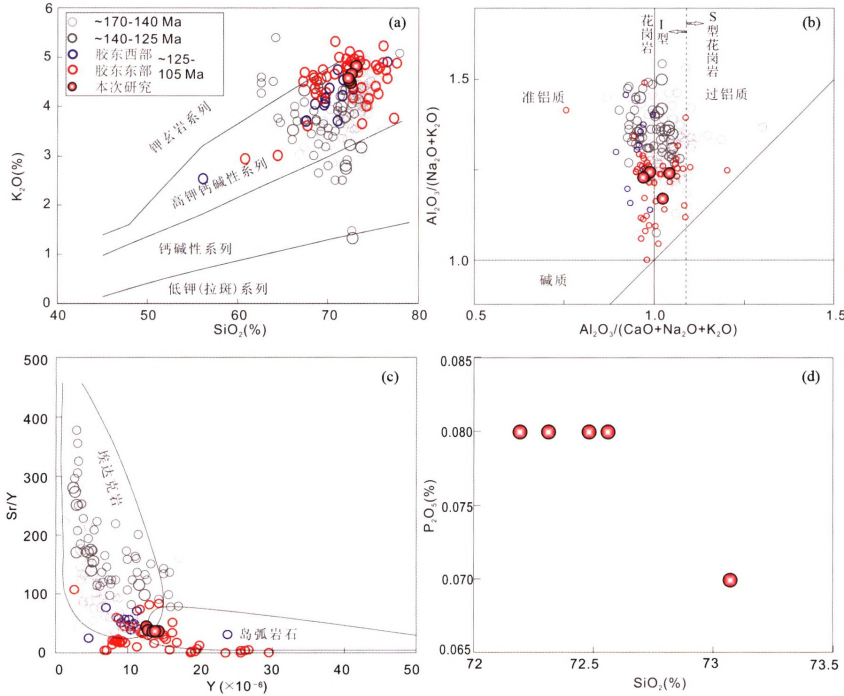 (a)
~170-140 Ma
~140-125 Ma
胶东西部
~125-105 Ma
胶东东部
本次研究
钾玄岩系列
高钾钙碱性系列
钙碱性系列
低钾(拉斑)系列
K₂O(%)
6
5
4
3
2
1
0
40
50
60
70
80
SiO₂(%)
(b)
花岗岩
I型
S型花岗岩
准铝质
过铝质
碱质
Al₂O₃/(Na₂O+K₂O)
1.5
1.0
0.5
1.0
1.5
Al₂O₃/(CaO+Na₂O+K₂O)
(c)
埃达克岩
岛弧岩石
Sr/Y
500
400
300
200
100
0
0
10
20
30
40
50
Y (×10⁻⁶)
(d)
P₂O₅(%)
0.085
0.080
0.075
0.070
0.065
72
72.5
73
73.5
SiO₂(%)